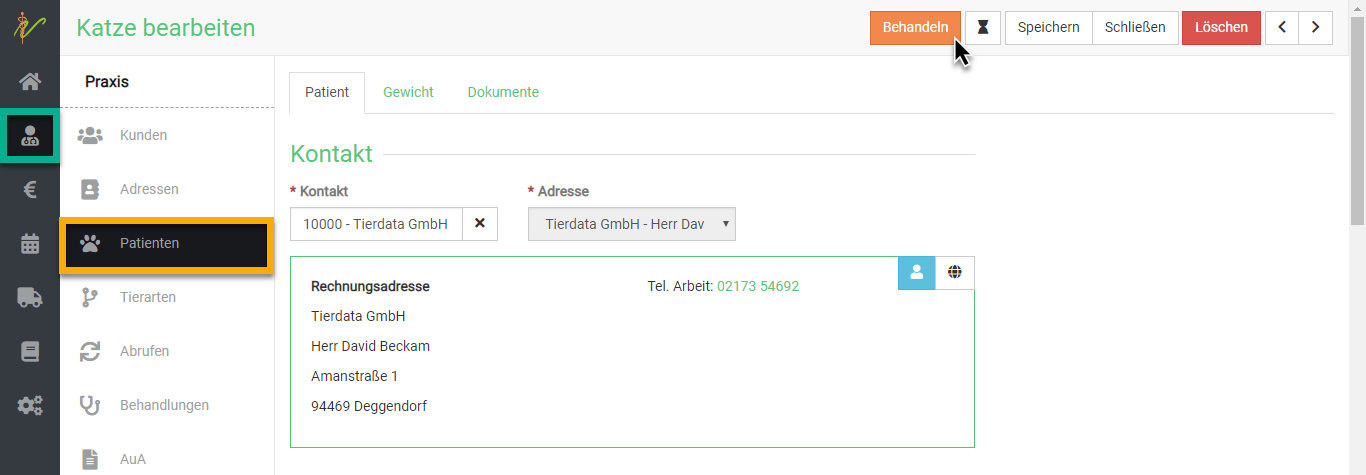 Katze bearbeiten
Behandeln
Speichern
Schließen
Löschen
Praxis
Kunden
Adressen
Patienten
Tierarten
Abrufen
Behandlungen
AuA
Patient
Gewicht
Dokumente
Kontakt
* Kontakt
* Adresse
10000 - Tierdata GmbH
Tierdata GmbH - Herr Dav
Rechnungsadresse
Tel. Arbeit: 02173 54692
Tierdata GmbH
Herr David Beckam
Amanstraße 1
94469 Deggendorf
€